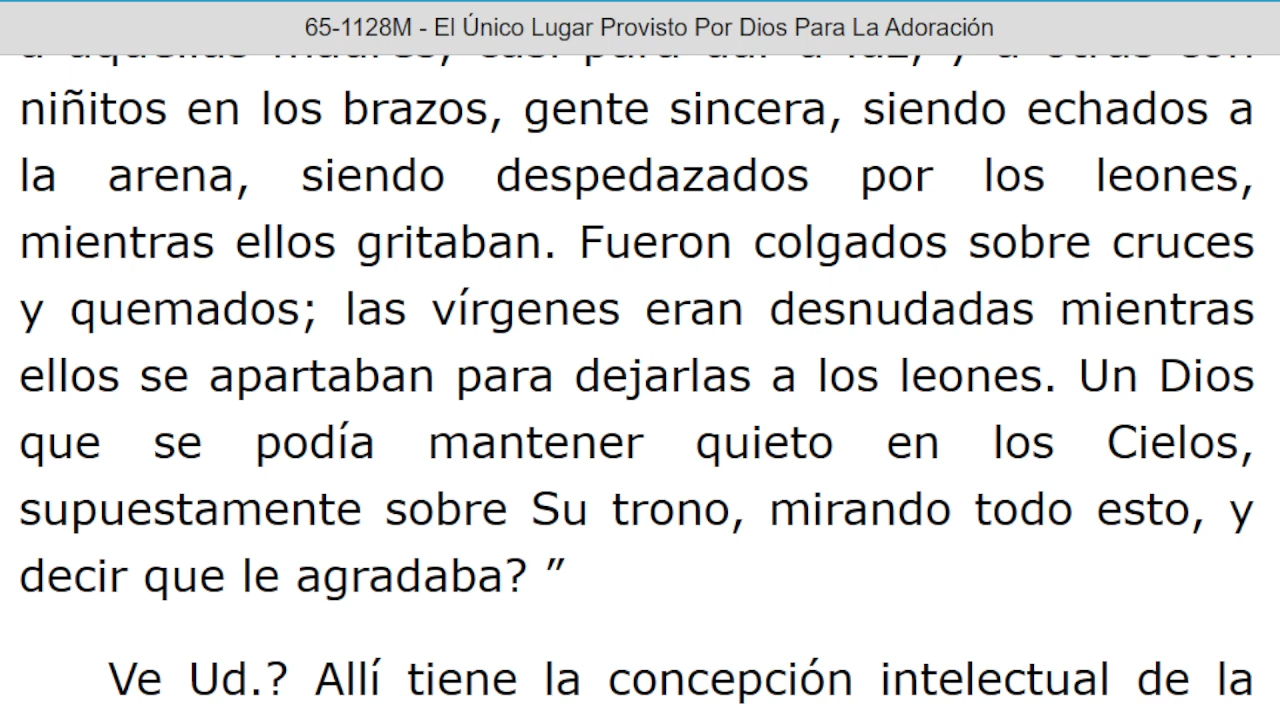 65-1128M - El Único Lugar Provisto Por Dios Para La Adoración
niñitos en los brazos, gente sincera, siendo echados a
la arena, siendo despedazados por los leones,
mientras ellos gritaban. Fueron colgados sobre cruces
y quemados; las vírgenes eran desnudadas mientras
ellos se apartaban para dejarlas a los leones. Un Dios
que se podía mantener quieto en los Cielos,
supuestamente sobre Su trono, mirando todo esto, y
decir que le agradaba? ”
Ve Ud.? Allí tiene la concepción intelectual de la